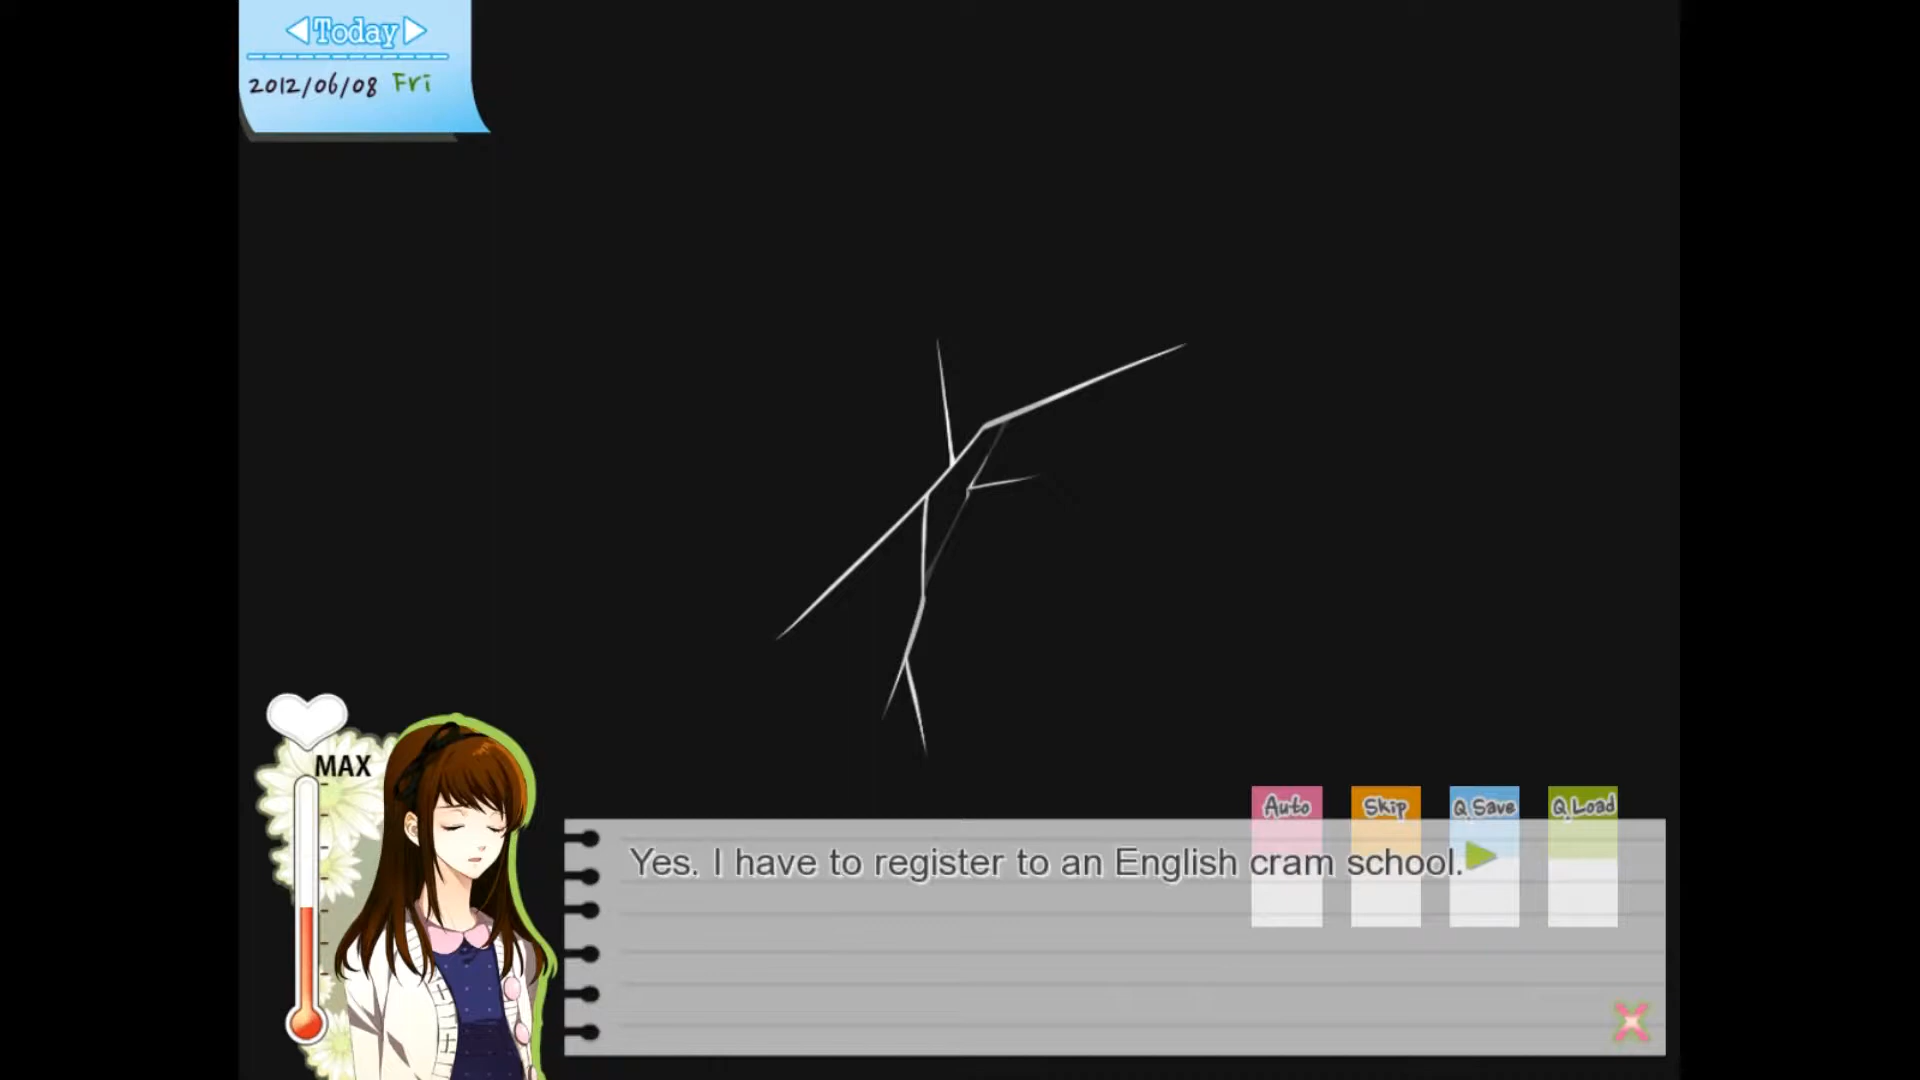 Today
2012/06/08 Fri
MAX
Auto
Skip
Q.Save
Q.Load
Yes. I have to register to an English cram school.